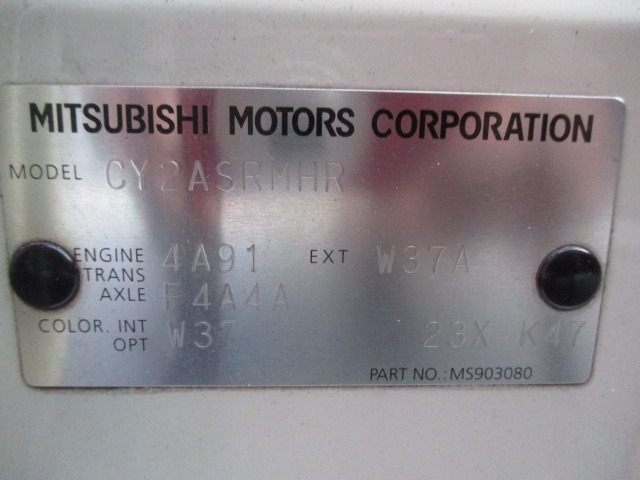 MITSUBISHI MOTORS CORPORATION
MODEL CY2ASRMHR
ENGINE 4A91 EXT W37A
TRANS
AXLE F4A4A
COLOR. INT W37 23X K47
OPT
PART NO.: MS903080